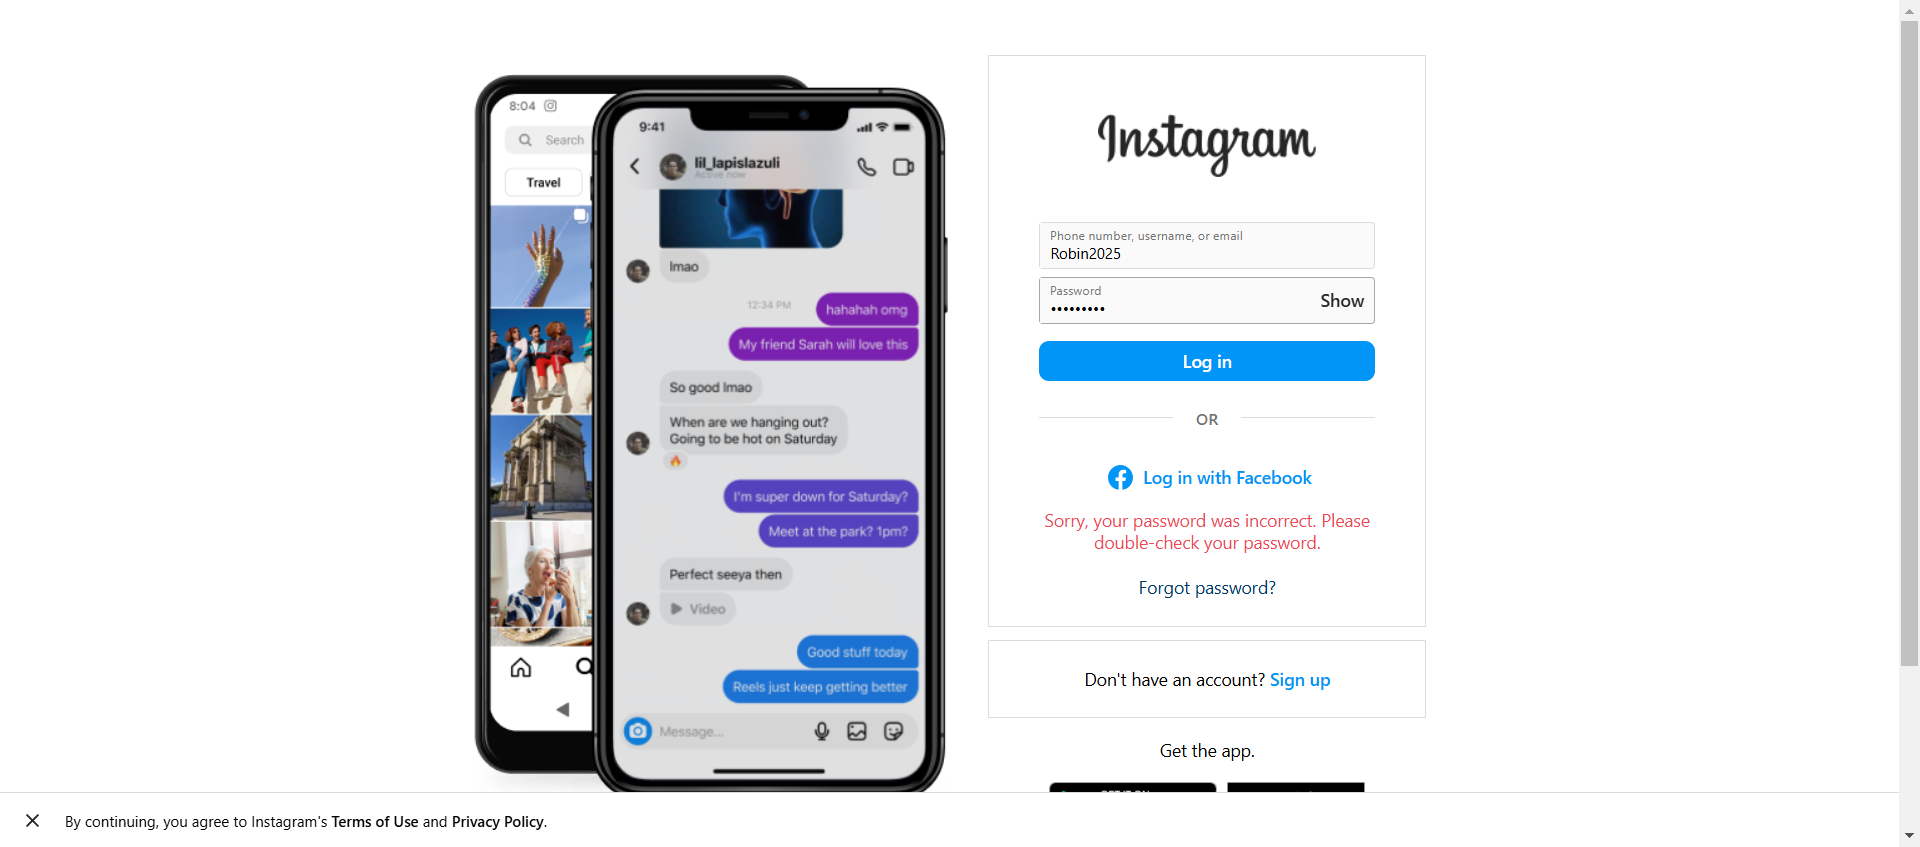 8:04
Search
Travel
9:41
lil_lapislazuli
Active now
lmao
12:34 PM
hahahah omg
My friend Sarah will love this
So good lmao
When are we hanging out?
Going to be hot on Saturday
I'm super down for Saturday?
Meet at the park? 1pm?
Perfect seeya then
Video
Good stuff today
Reels just keep getting better
Message...
Instagram
Phone number, username, or email
Robin2025
Password
•••••••••
Show
Log in
OR
Log in with Facebook
Sorry, your password was incorrect. Please
double-check your password.
Forgot password?
Don't have an account? Sign up
Get the app.
By continuing, you agree to Instagram's Terms of Use and Privacy Policy.